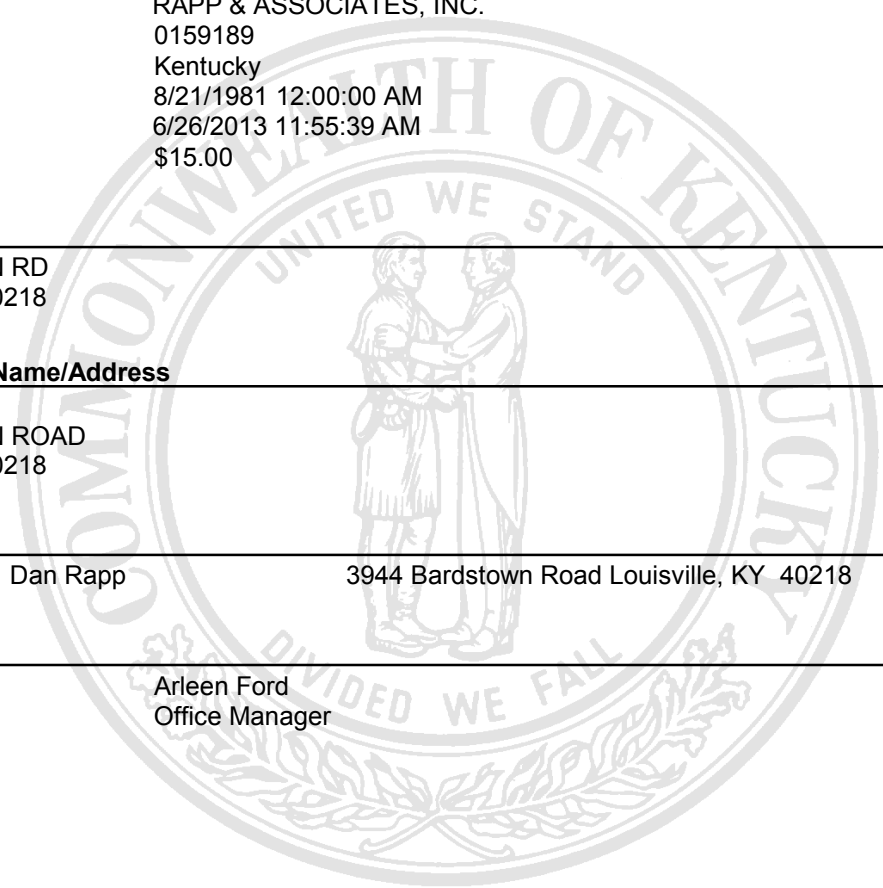 RAPP & ASSOCIATES, INC.
0159189
Kentucky
8/21/1981 12:00:00 AM
6/26/2013 11:55:39 AM
$15.00
RD
0218
Name/Address
ROAD
0218
Dan Rapp 3944 Bardstown Road Louisville, KY 40218
Arleen Ford
Office Manager
COMMONWEALTH OF KENTUCKY
UNITED WE STAND
DIVIDED WE FALL